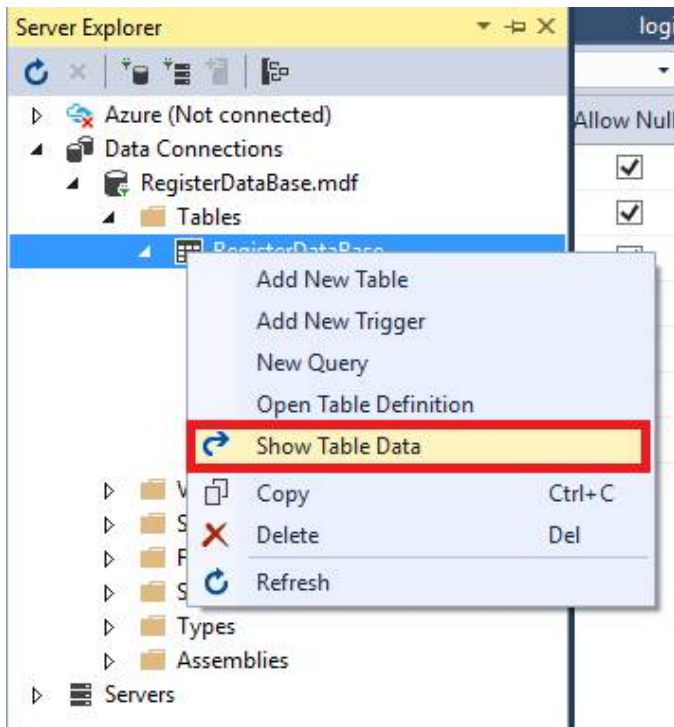 Server Explorer
logi
Azure (Not connected)
Allow Null
Data Connections
RegisterDataBase.mdf
Tables
RegisterDataBase
Add New Table
Add New Trigger
New Query
Open Table Definition
Show Table Data
V
Copy Ctrl+C
S
Delete Del
F
S
Refresh
Types
Assemblies
Servers